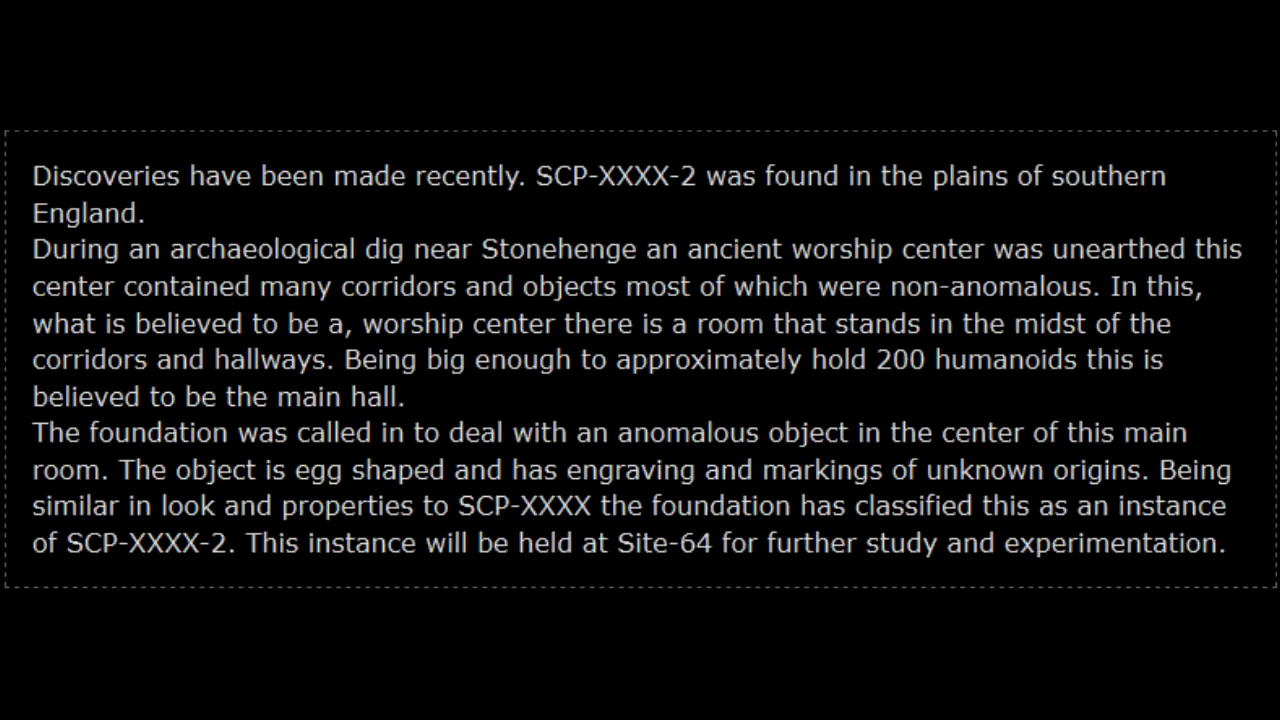 Discoveries have been made recently. SCP-XXXX-2 was found in the plains of southern
England.
During an archaeological dig near Stonehenge an ancient worship center was unearthed this
center contained many corridors and objects most of which were non-anomalous. In this,
what is believed to be a, worship center there is a room that stands in the midst of the
corridors and hallways. Being big enough to approximately hold 200 humanoids this is
believed to be the main hall.
The foundation was called in to deal with an anomalous object in the center of this main
room. The object is egg shaped and has engraving and markings of unknown origins. Being
similar in look and properties to SCP-XXXX the foundation has classified this as an instance
of SCP-XXXX-2. This instance will be held at Site-64 for further study and experimentation.